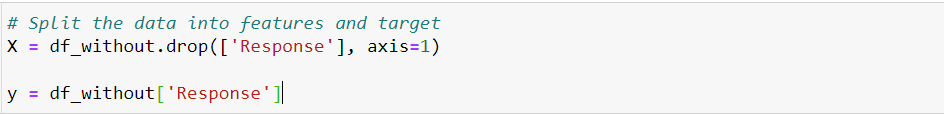 # Split the data into features and target
X = df_without.drop(['Response'], axis=1)
y = df_without['Response']